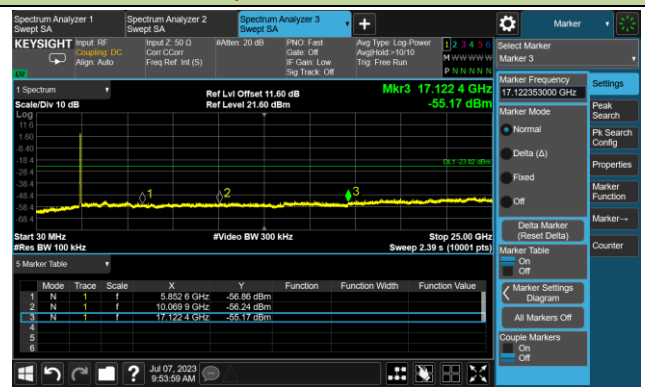 Spectrum Analyzer 1
Swept SA
Spectrum Analyzer 2
Swept SA
Spectrum Analyzer 3
Swept SA
Marker
KEYSIGHT
Input: RF
Coupling: DC
Align: Auto
Input Z: 50 Ω
Corr CCorr
Freq Ref: Int (S)
#Atten: 20 dB
PNO: Fast
Gate: Off
IF Gain: Low
Sig Track: Off
Avg Type: Log-Power
Avg|Hold:>10/10
Trig: Free Run
1 2 3 4 5 6
M W W W W W
P N N N N N
LV
Select Marker
Marker 3
1 Spectrum
Scale/Div 10 dB
Log
Ref Lvl Offset 11.60 dB
Ref Level 21.60 dBm
Mkr3 17.122 4 GHz
-55.17 dBm
11.6
1.60
-8.40
-18.4
-28.4
-38.4
-48.4
-58.4
-68.4
DL1 -23.82 dBm
1
2
3
Start 30 MHz
#Res BW 100 kHz
#Video BW 300 kHz
Stop 25.00 GHz
Sweep 2.39 s (10001 pts)
5 Marker Table
Mode Trace Scale X Y Function Function Width Function Value
1 N 1 f 5.852 6 GHz -56.86 dBm
2 N 1 f 10.069 9 GHz -56.24 dBm
3 N 1 f 17.122 4 GHz -55.17 dBm
4
5
6
Marker Frequency
17.122353000 GHz
Marker Mode
Normal
Delta (Δ)
Fixed
Off
Delta Marker
(Reset Delta)
Marker Table
On
Off
Marker Settings
Diagram
All Markers Off
Couple Markers
On
Off
Settings
Peak
Search
Pk Search
Config
Properties
Marker
Function
Marker→
Counter
?
Jul 07, 2023
9:53:59 AM